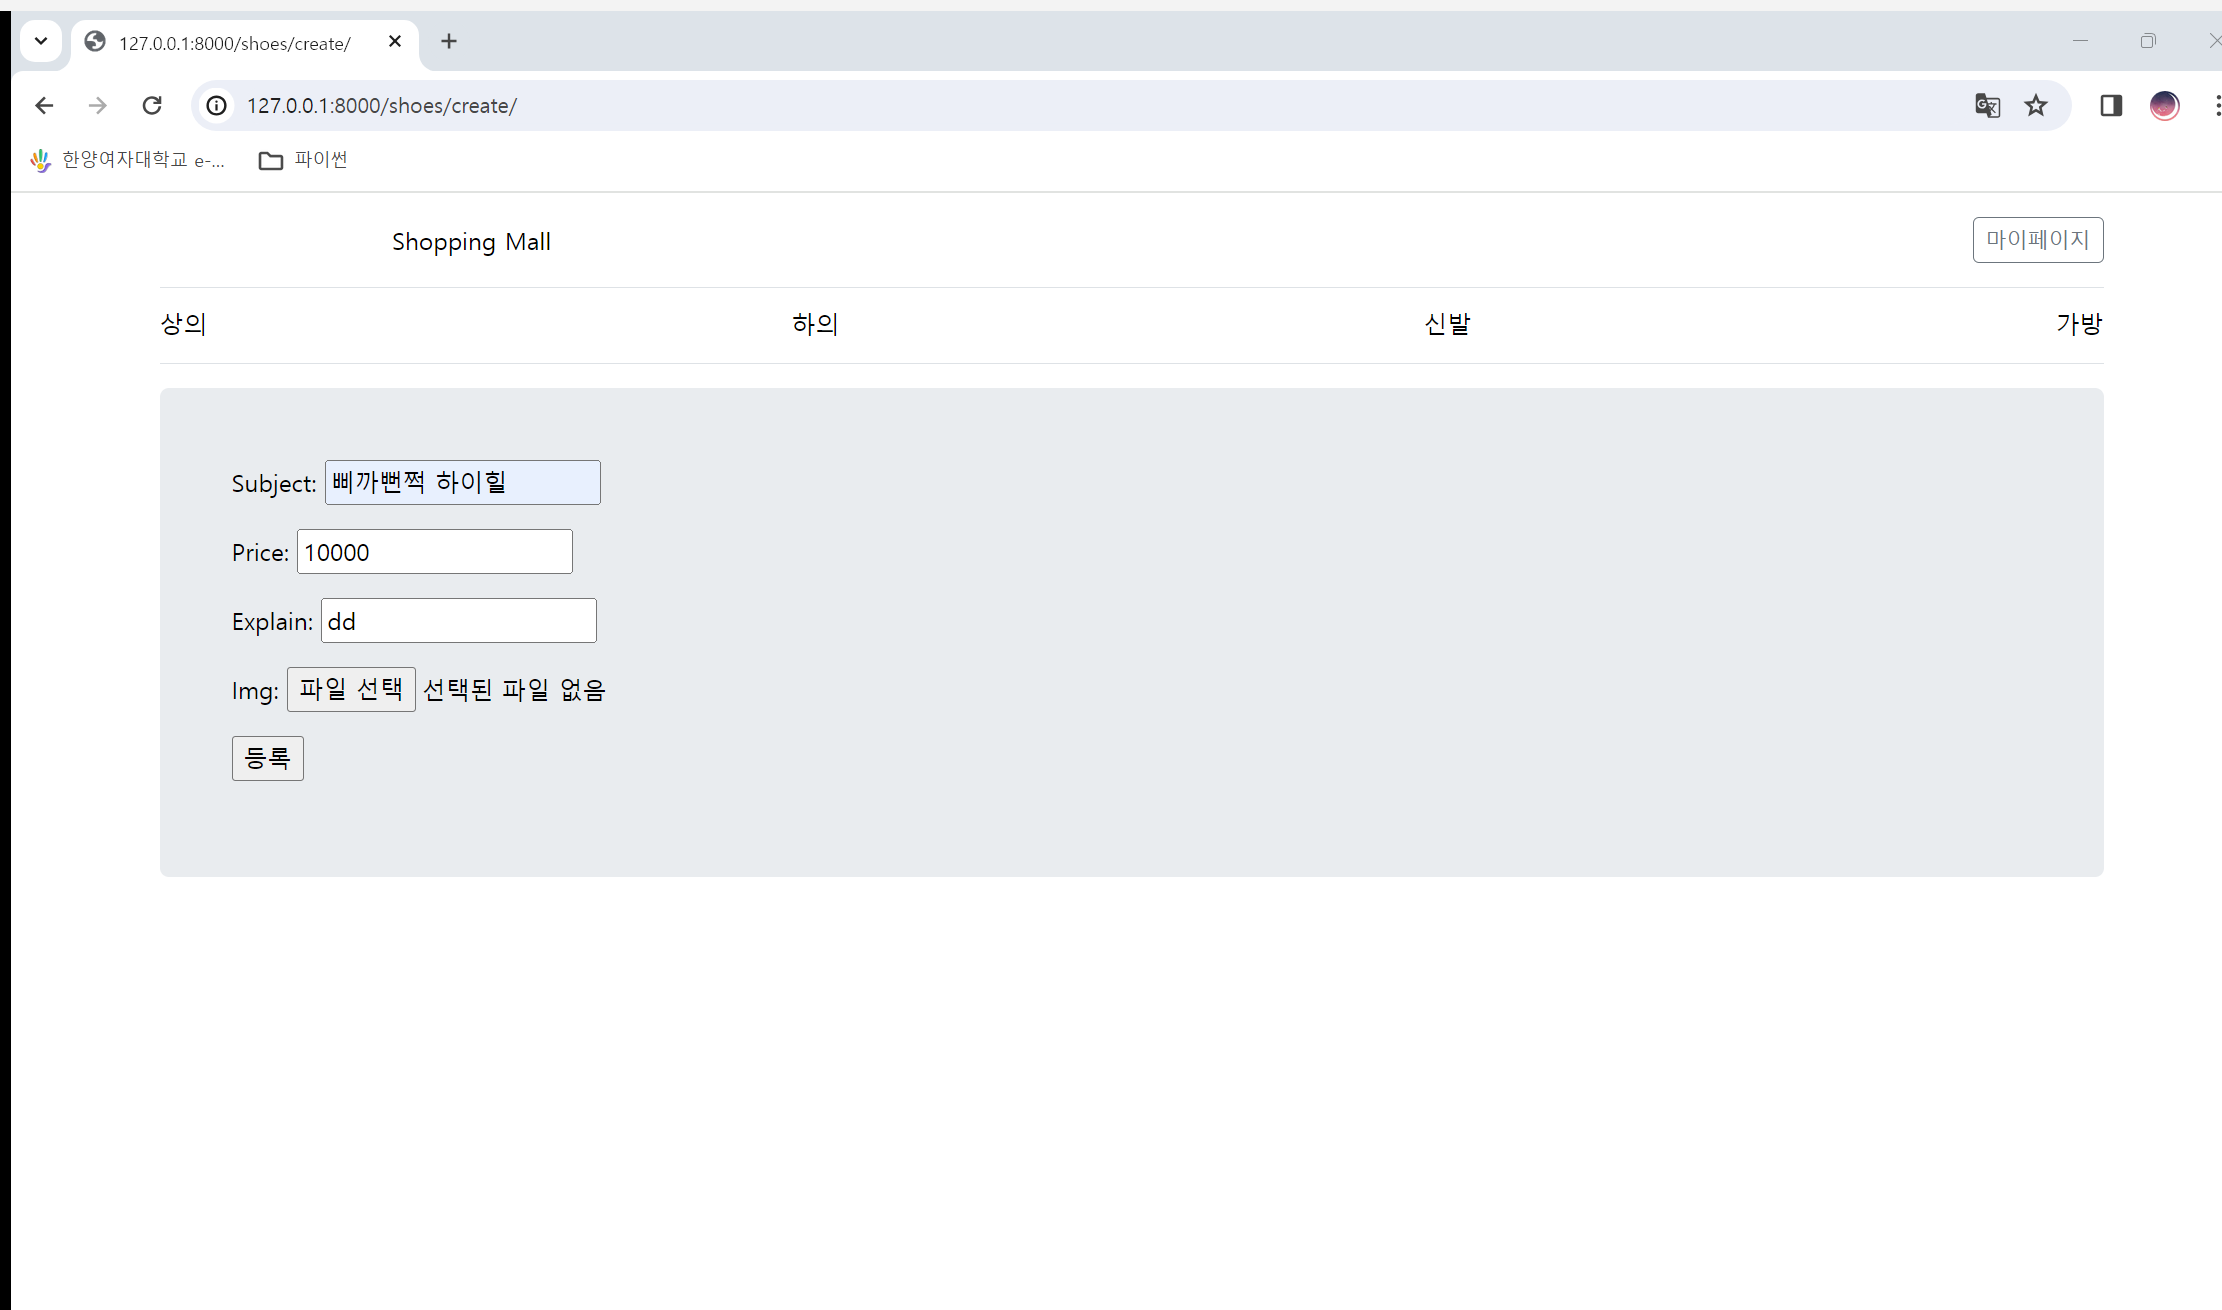 127.0.0.1:8000/shoes/create/
127.0.0.1:8000/shoes/create/
한양여자대학교 e-... 파이썬
Shopping Mall 마이페이지
상의 하의 신발 가방
Subject: 삐까뻔쩍 하이힐
Price: 10000
Explain: dd
Img: 파일 선택 선택된 파일 없음
등록